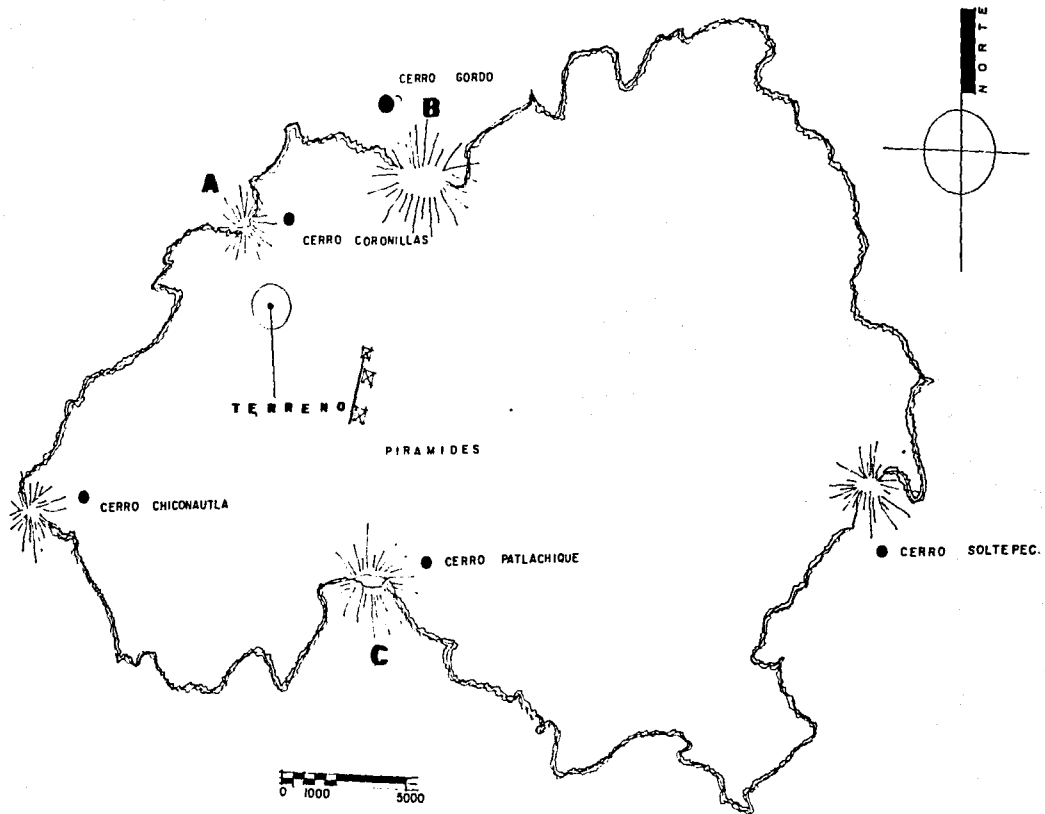 NORTE
CERRO GORDO
B
A
CERRO CORONILLAS
TERRENO
PIRAMIDES
CERRO CHICONAUTLA
CERRO PATLACHIQUE
CERRO SOLTEPEC.
C
0 1000 5000